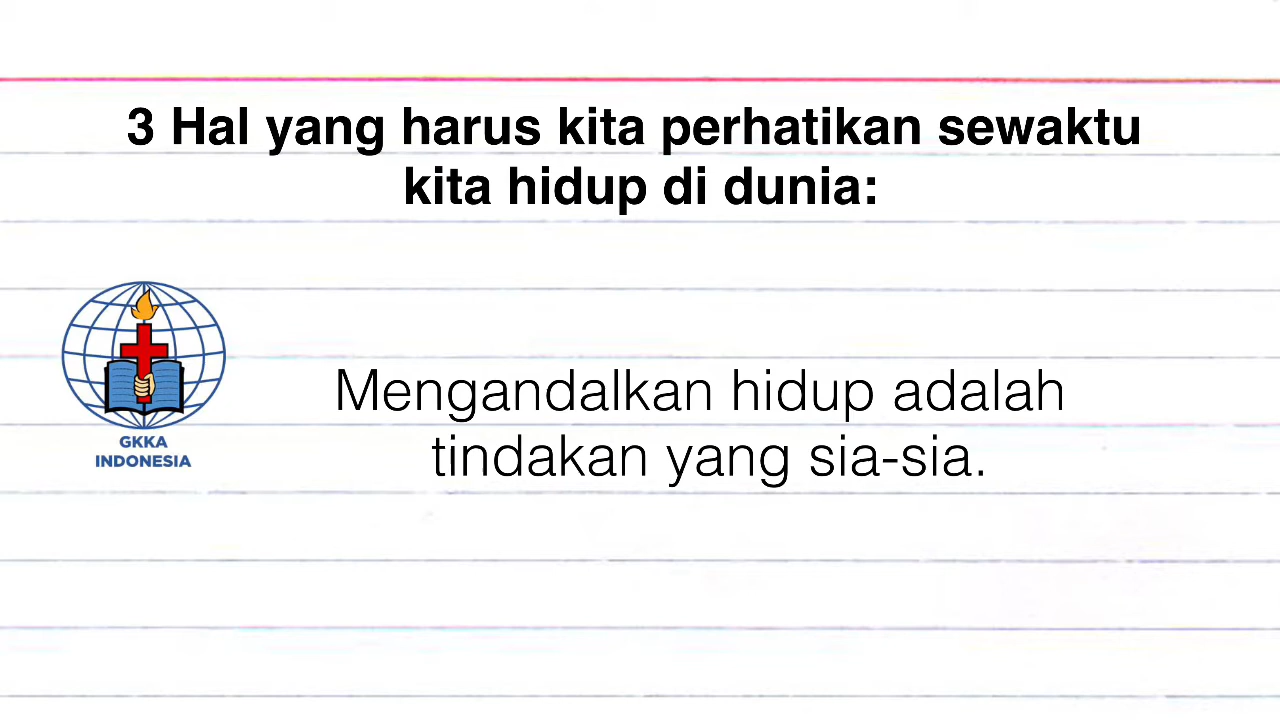 3 Hal yang harus kita perhatikan sewaktu
kita hidup di dunia:
GKKA
INDONESIA
Mengandalkan hidup adalah
tindakan yang sia-sia.